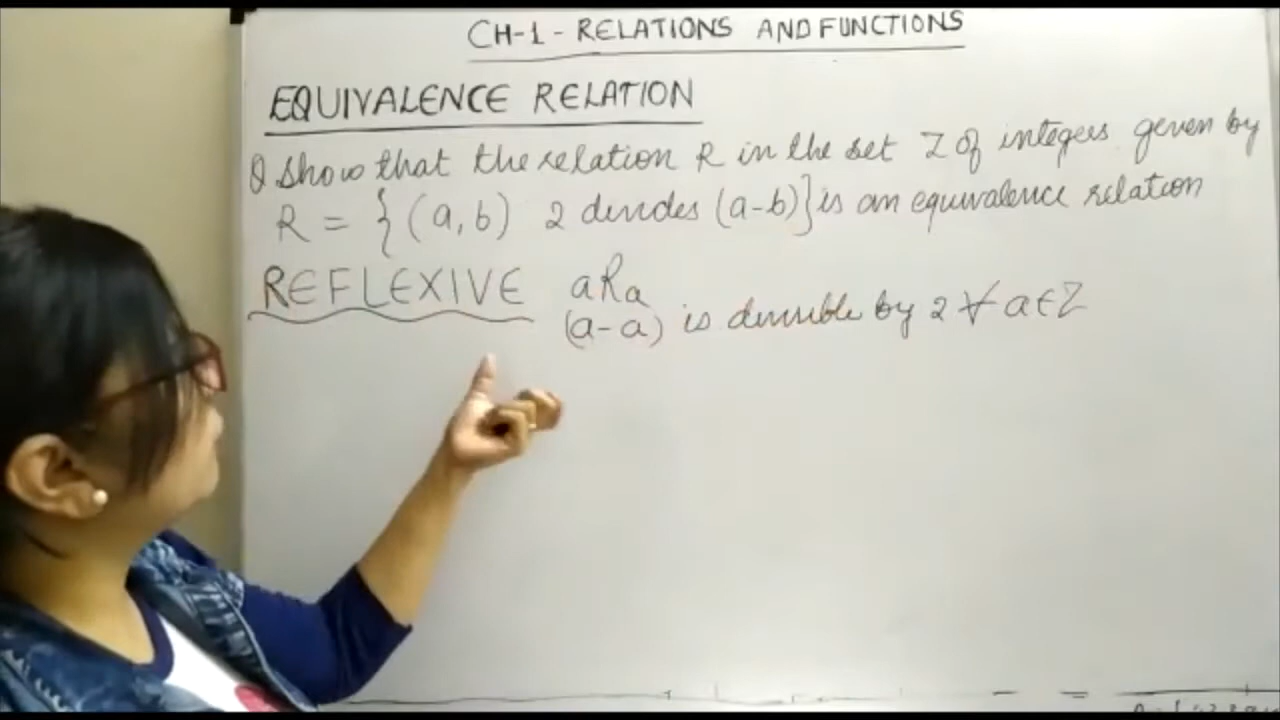 CH-1 - RELATIONS AND FUNCTIONS
EQUIVALENCE RELATION
Q Show that the relation R in the set Z of integers given by
R = { (a, b) 2 divides (a-b)} is an equivalence relation
REFLEXIVE aRa
(a-a) is divisible by 2 ∀ a∈Z